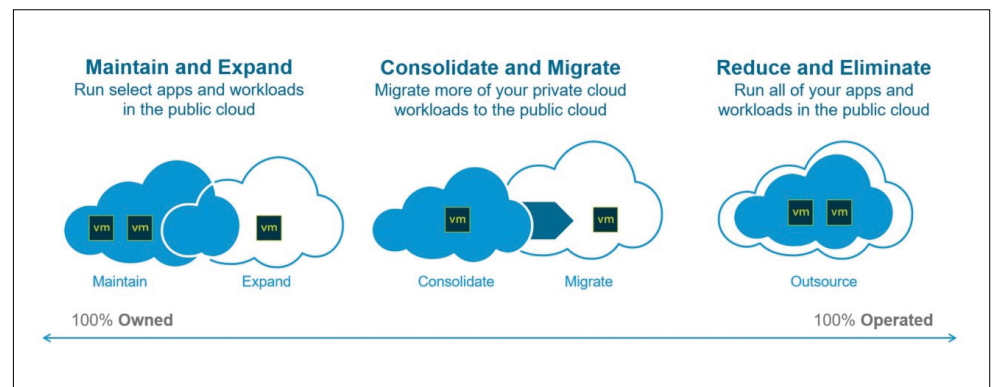 Maintain and Expand
Run select apps and workloads
in the public cloud
Consolidate and Migrate
Migrate more of your private cloud
workloads to the public cloud
Reduce and Eliminate
Run all of your apps and
workloads in the public cloud
vm
vm
vm
vm
vm
vm
vm
Maintain
Expand
Consolidate
Migrate
Outsource
100% Owned
100% Operated